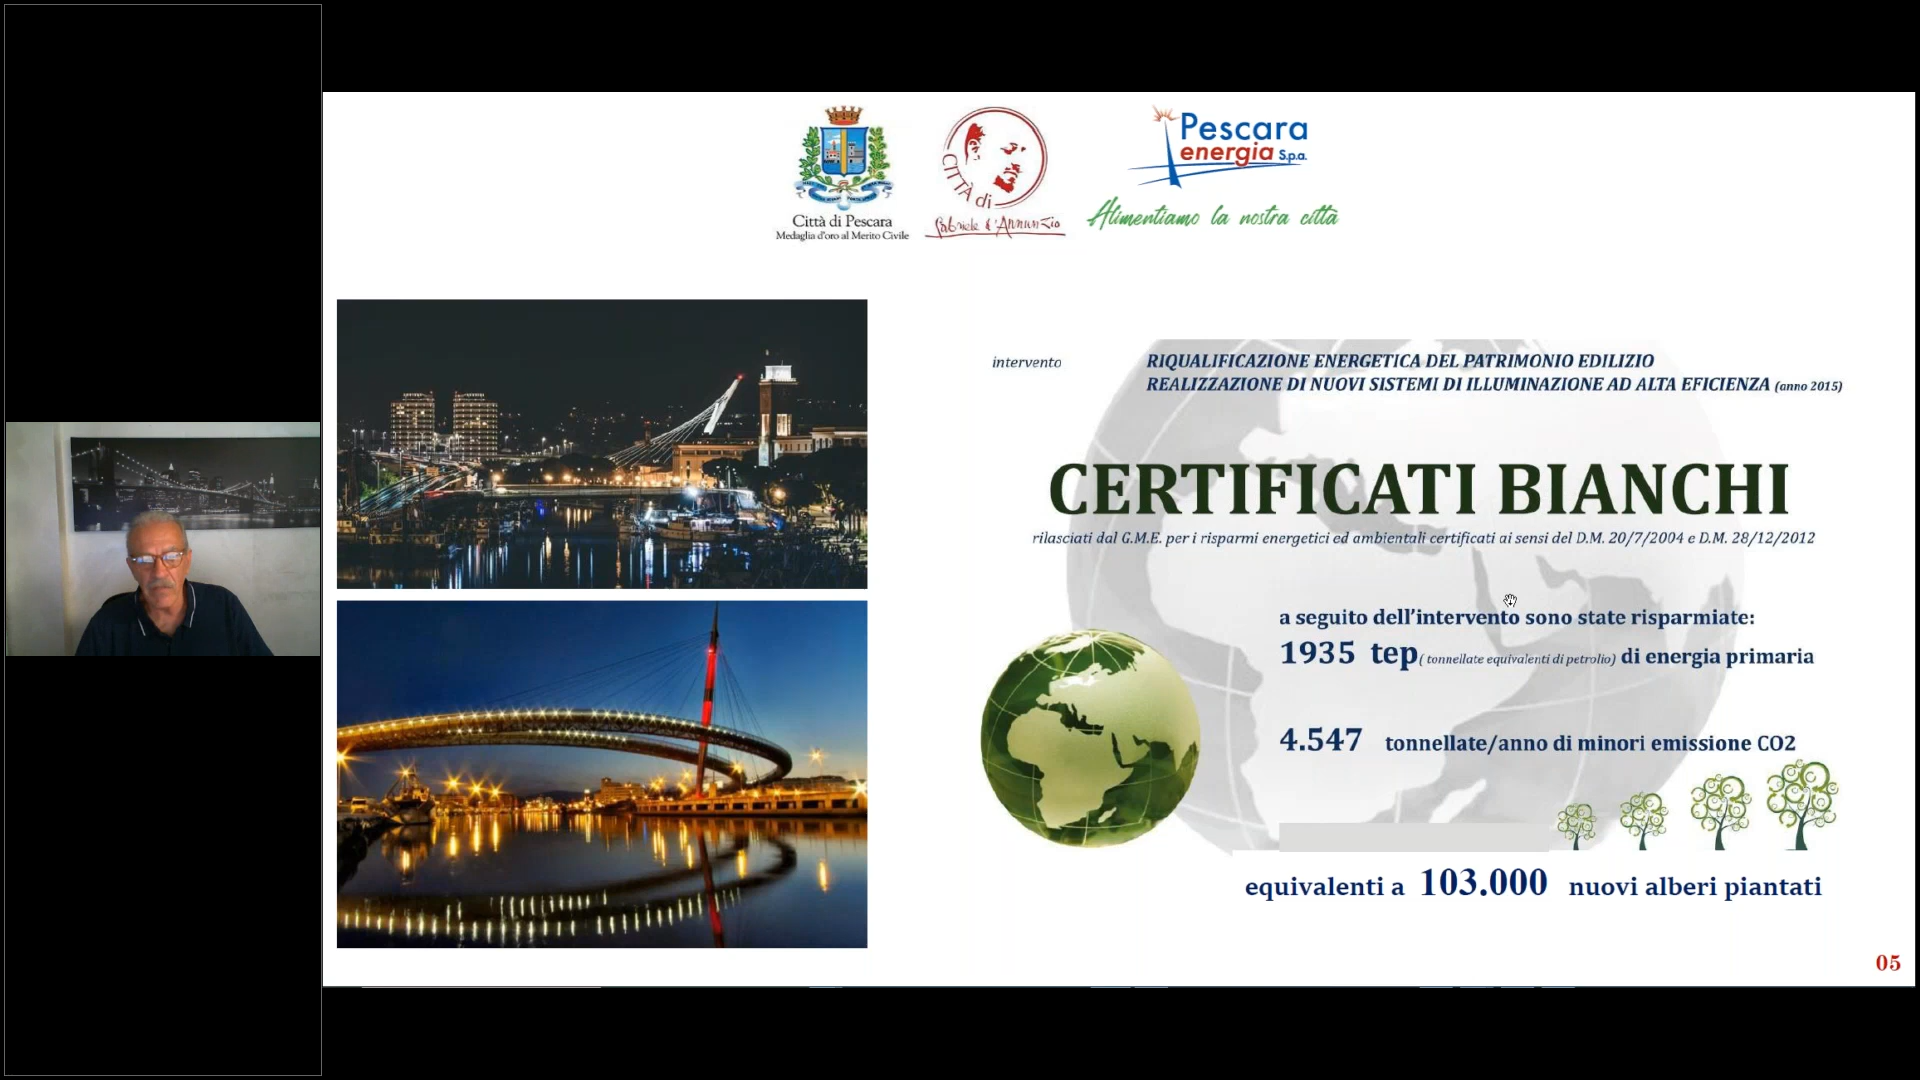 Città di Pescara
Medaglia d'oro al Merito Civile
CITTÀ di
Gabriele d'Annunzio
Pescara
energia S.p.a.
Alimentiamo la nostra città
intervento
RIQUALIFICAZIONE ENERGETICA DEL PATRIMONIO EDILIZIO
REALIZZAZIONE DI NUOVI SISTEMI DI ILLUMINAZIONE AD ALTA EFICIENZA (anno 2015)
CERTIFICATI BIANCHI
rilasciati dal G.M.E. per i risparmi energetici ed ambientali certificati ai sensi del D.M. 20/7/2004 e D.M. 28/12/2012
a seguito dell'intervento sono state risparmiate:
1935 tep ( tonnellate equivalenti di petrolio) di energia primaria
4.547 tonnellate/anno di minori emissione CO2
equivalenti a 103.000 nuovi alberi piantati
05